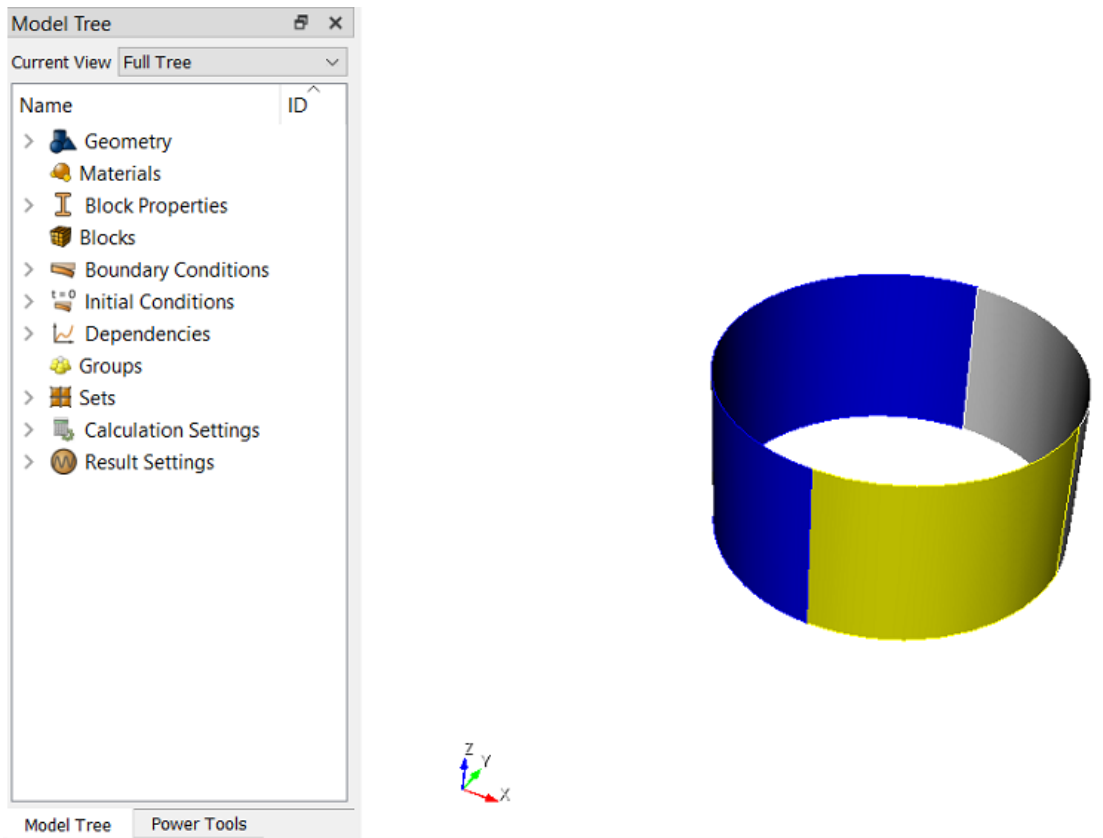 Model Tree
Current View Full Tree
Name ID
Geometry
Materials
Block Properties
Blocks
Boundary Conditions
t=0 Initial Conditions
Dependencies
Groups
Sets
Calculation Settings
W Result Settings
Z
Y
X
Model Tree Power Tools